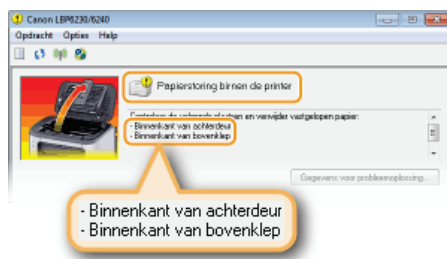 Canon LBP6230/6240
Opdracht Opties Help
Papierstoring binnen de printer
Controleer de volgende plaatsen en verwijder vastgelopen papier:
- Binnenkant van achterdeur
- Binnenkant van bovenklep
Gegevens voor probleemoplossing...
- Binnenkant van achterdeur
- Binnenkant van bovenklep